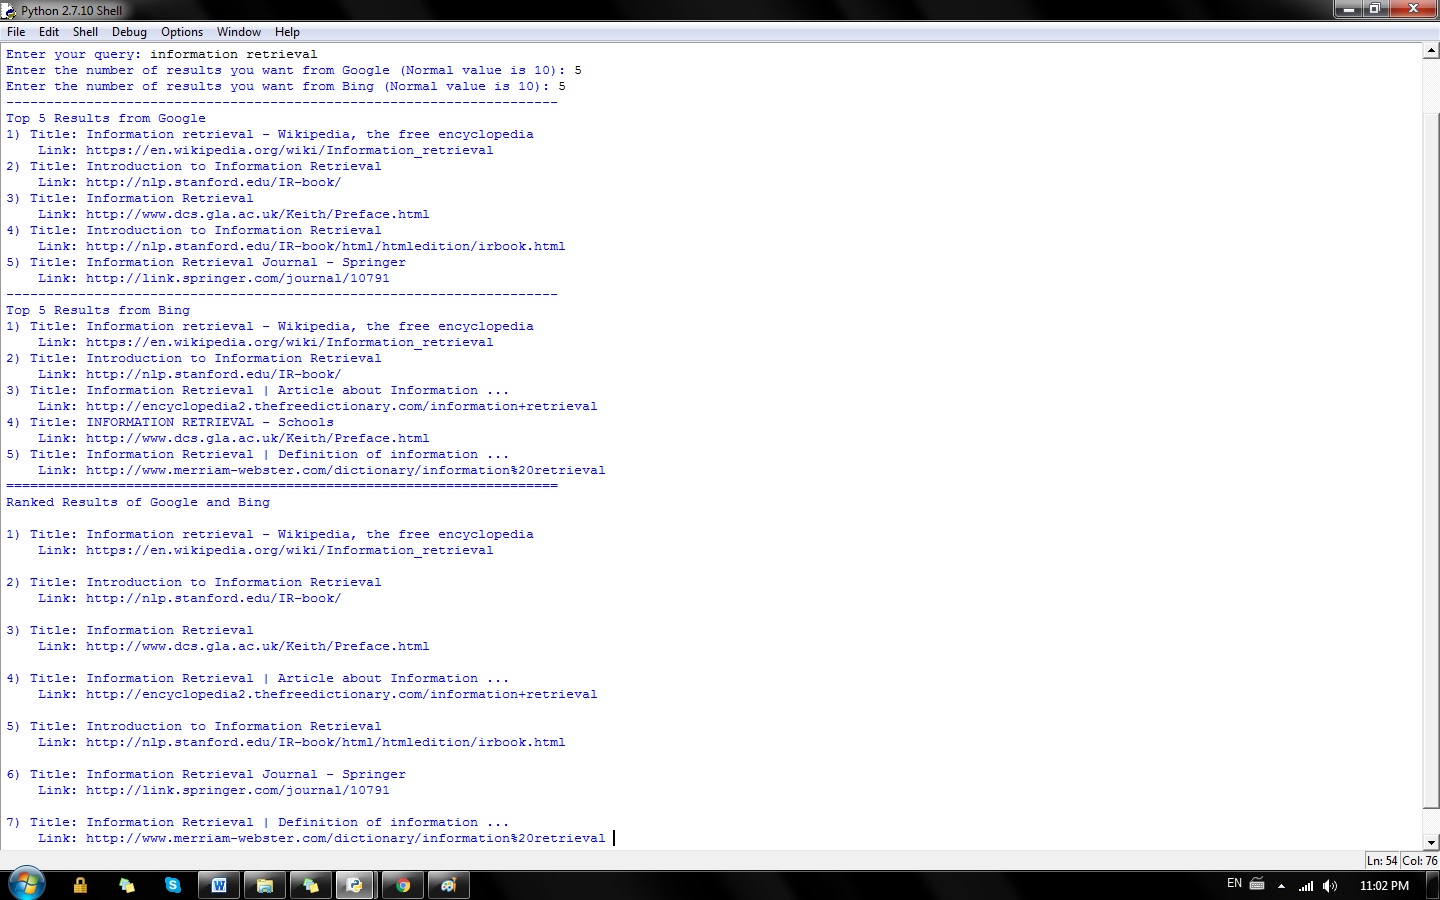 Python 2.7.10 Shell
File Edit Shell Debug Options Window Help
Enter your query: information retrieval
Enter the number of results you want from Google (Normal value is 10): 5
Enter the number of results you want from Bing (Normal value is 10): 5
---------------------------------------------------------------------
Top 5 Results from Google
1) Title: Information retrieval - Wikipedia, the free encyclopedia
Link: https://en.wikipedia.org/wiki/Information_retrieval
2) Title: Introduction to Information Retrieval
Link: http://nlp.stanford.edu/IR-book/
3) Title: Information Retrieval
Link: http://www.dcs.gla.ac.uk/Keith/Preface.html
4) Title: Introduction to Information Retrieval
Link: http://nlp.stanford.edu/IR-book/html/htmledition/irbook.html
5) Title: Information Retrieval Journal - Springer
Link: http://link.springer.com/journal/10791
---------------------------------------------------------------------
Top 5 Results from Bing
1) Title: Information retrieval - Wikipedia, the free encyclopedia
Link: https://en.wikipedia.org/wiki/Information_retrieval
2) Title: Introduction to Information Retrieval
Link: http://nlp.stanford.edu/IR-book/
3) Title: Information Retrieval | Article about Information ...
Link: http://encyclopedia2.thefreedictionary.com/information+retrieval
4) Title: INFORMATION RETRIEVAL - Schools
Link: http://www.dcs.gla.ac.uk/Keith/Preface.html
5) Title: Information Retrieval | Definition of information ...
Link: http://www.merriam-webster.com/dictionary/information%20retrieval
=====================================================================
Ranked Results of Google and Bing
1) Title: Information retrieval - Wikipedia, the free encyclopedia
Link: https://en.wikipedia.org/wiki/Information_retrieval
2) Title: Introduction to Information Retrieval
Link: http://nlp.stanford.edu/IR-book/
3) Title: Information Retrieval
Link: http://www.dcs.gla.ac.uk/Keith/Preface.html
4) Title: Information Retrieval | Article about Information ...
Link: http://encyclopedia2.thefreedictionary.com/information+retrieval
5) Title: Introduction to Information Retrieval
Link: http://nlp.stanford.edu/IR-book/html/htmledition/irbook.html
6) Title: Information Retrieval Journal - Springer
Link: http://link.springer.com/journal/10791
7) Title: Information Retrieval | Definition of information ...
Link: http://www.merriam-webster.com/dictionary/information%20retrieval
Ln: 54 Col: 76
EN 11:02 PM